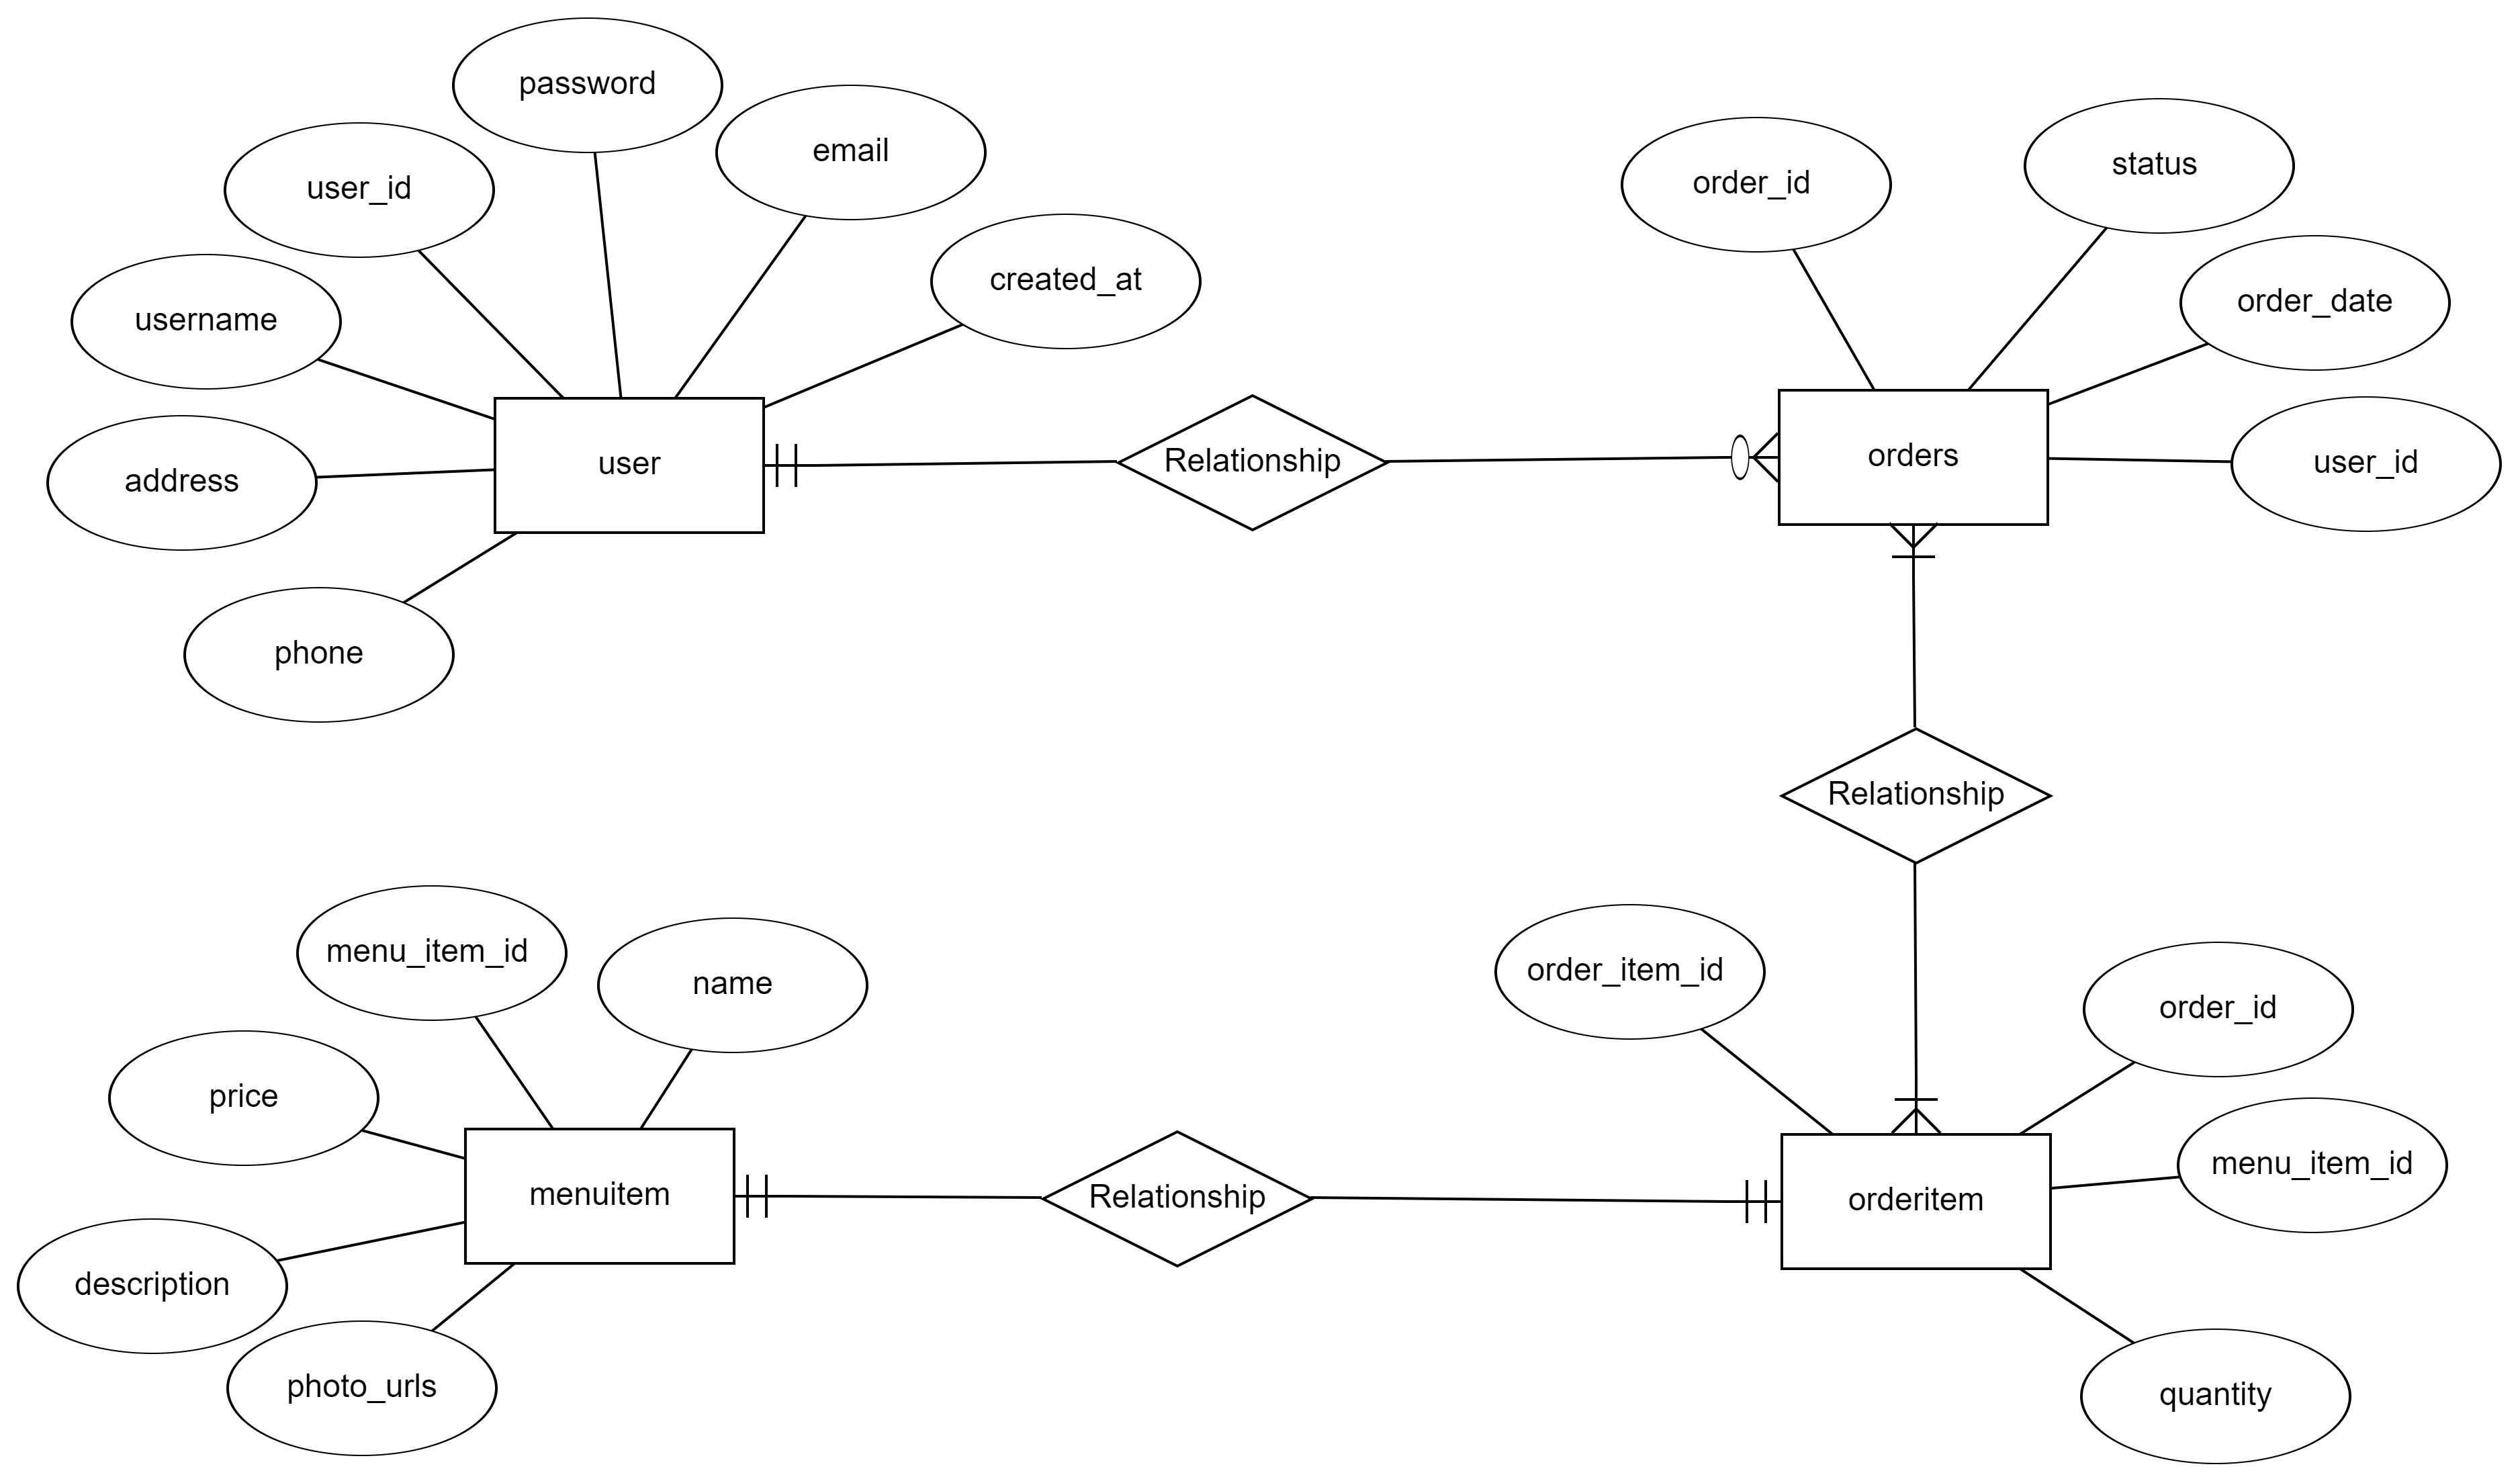 password
email
user_id
created_at
username
address
user
phone
Relationship
order_id
status
order_date
orders
user_id
Relationship
menu_item_id
name
price
menuitem
description
photo_urls
Relationship
order_item_id
order_id
menu_item_id
orderitem
quantity